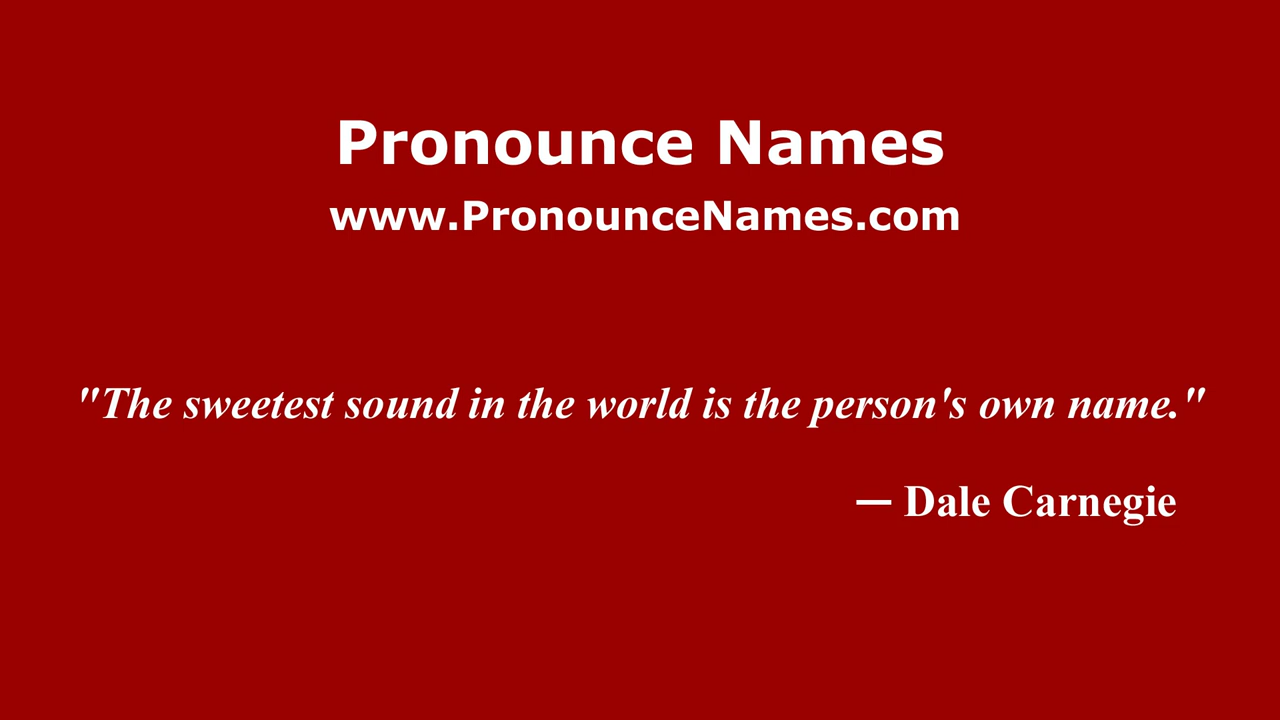 Pronounce Names
www.PronounceNames.com
"The sweetest sound in the world is the person's own name."
— Dale Carnegie